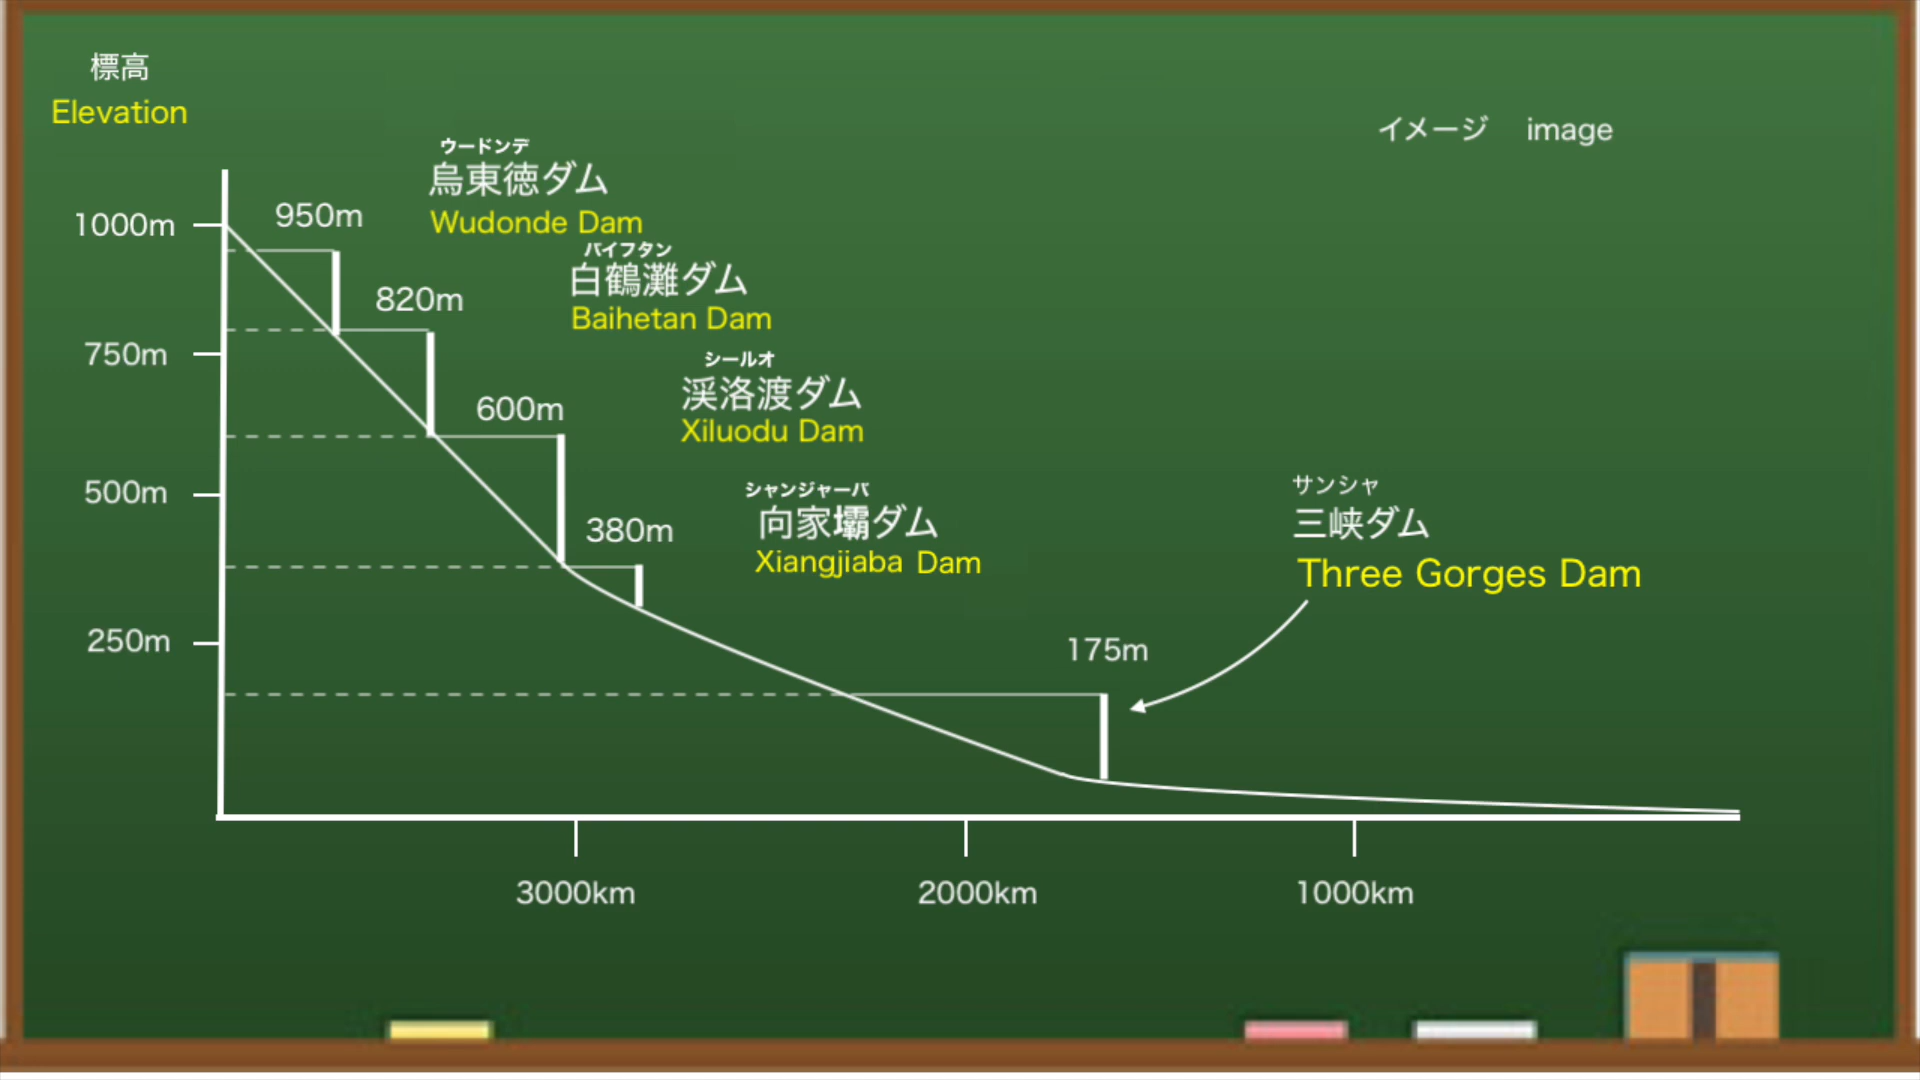 標高
Elevation
イメージ image
ウードンデ
烏東徳ダム
Wudonde Dam
1000m
950m
バイフタン
白鶴灘ダム
Baihetan Dam
820m
750m
シールオ
渓洛渡ダム
Xiluodu Dam
600m
500m
シャンジャーバ
向家壩ダム
Xiangjiaba Dam
380m
サンシャ
三峡ダム
Three Gorges Dam
250m
175m
3000km
2000km
1000km